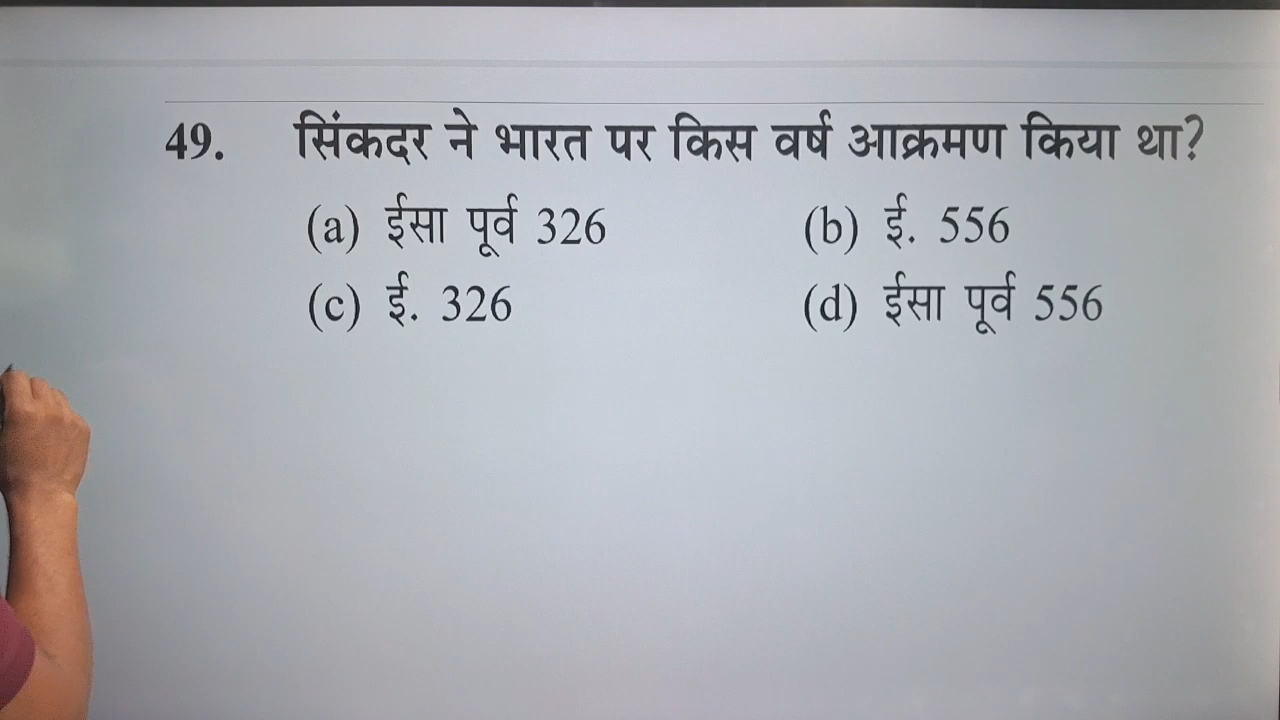 49. सिंकदर ने भारत पर किस वर्ष आक्रमण किया था?
(a) ईसा पूर्व 326 (b) ई. 556
(c) ई. 326 (d) ईसा पूर्व 556